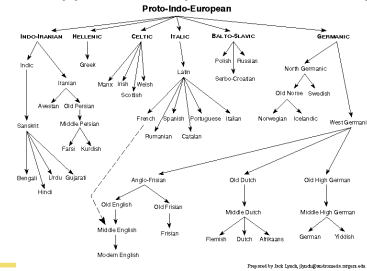 Proto-Indo-European
INDO-IRANIAN HELLENIC CELTIC ITALIC BALTO-SLAVIC GERMANIC
Indic Greek Polish Russian
Iranian Manx Irish Welsh Latin Serbo-Croatian North Germanic
Scottish
Avestan Old Persian Old Norse Swedish
Sanskrit Middle Persian French Spanish Portuguese Italian Norwegian Icelandic West Germanic
Farsi Kurdish Rumanian Catalan
Bengali Urdu Gujarati Anglo-Frisian Old Dutch Old High German
Hindi
Old English Old Frisian Middle Dutch Middle High German
Middle English Frisian Flemish Dutch Afrikaans German Yiddish
Modern English
Prepared by Jack Lynch,